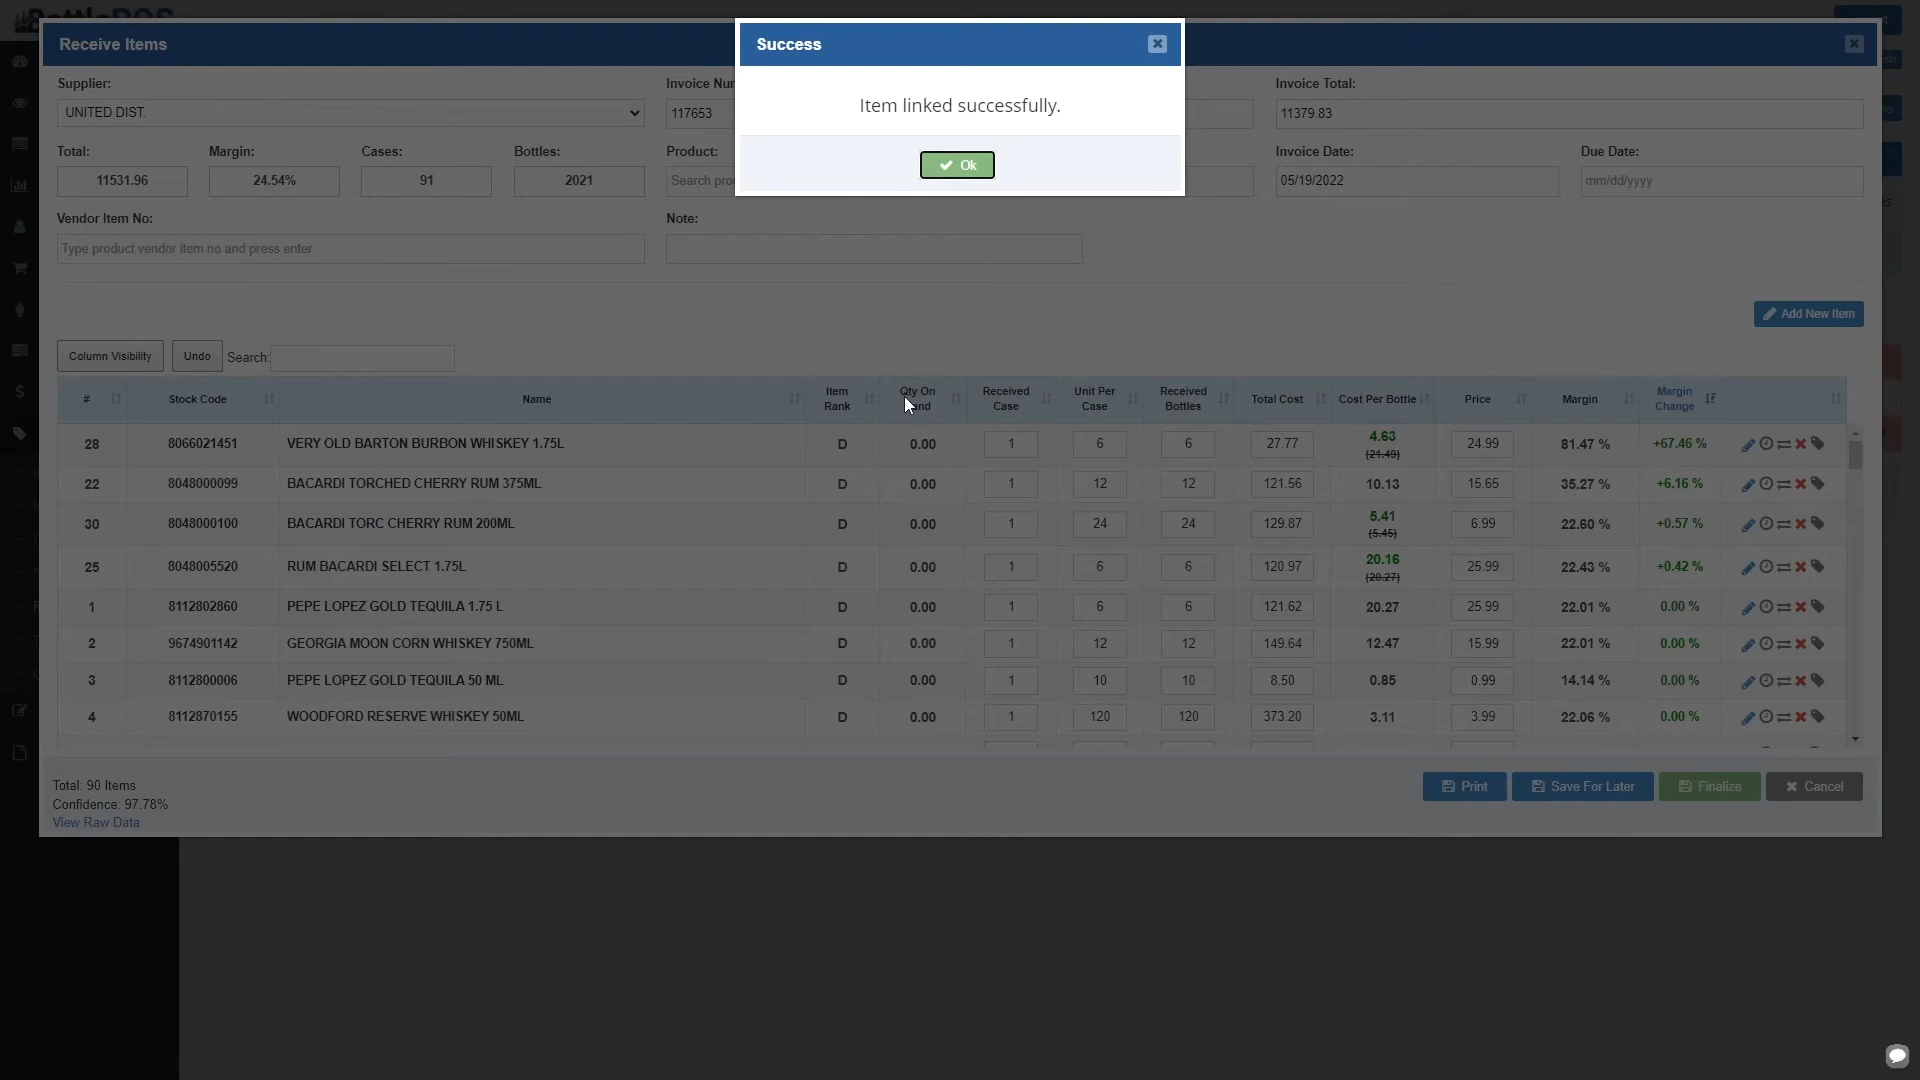 Receive Items
Success
Item linked successfully.
Ok
Supplier:
UNITED DIST.
117653
Invoice Total:
11379.83
Total: Margin: Cases: Bottles: Product: Invoice Date: Due Date:
11531.96 24.54% 91 2021 05/19/2022 mm/dd/yyyy
Vendor Item No: Note:
Type product vendor item no and press enter
Add New Item
Column Visibility Undo Search:
# Stock Code Name Item Rank Qty On Received Case Unit Per Case Received Bottles Total Cost Cost Per Bottle Price Margin Margin Change
28 8066021451 VERY OLD BARTON BURBON WHISKEY 1.75L D 0.00 1 6 6 27.77 4.63 (21.49) 24.99 81.47 % +67.46 %
22 8048000099 BACARDI TORCHED CHERRY RUM 375ML D 0.00 1 12 12 121.56 10.13 15.65 35.27 % +6.16 %
30 8048000100 BACARDI TORC CHERRY RUM 200ML D 0.00 1 24 24 129.87 5.41 (5.45) 6.99 22.60 % +0.57 %
25 8048005520 RUM BACARDI SELECT 1.75L D 0.00 1 6 6 120.97 20.16 (20.27) 25.99 22.43 % +0.42 %
1 8112802860 PEPE LOPEZ GOLD TEQUILA 1.75 L D 0.00 1 6 6 121.62 20.27 25.99 22.01 % 0.00 %
2 9674901142 GEORGIA MOON CORN WHISKEY 750ML D 0.00 1 12 12 149.64 12.47 15.99 22.01 % 0.00 %
3 8112800006 PEPE LOPEZ GOLD TEQUILA 50 ML D 0.00 1 10 10 8.50 0.85 0.99 14.14 % 0.00 %
4 8112870155 WOODFORD RESERVE WHISKEY 50ML D 0.00 1 120 120 373.20 3.11 3.99 22.06 % 0.00 %
Total: 90 Items
Confidence: 97.78%
View Raw Data
Print Save For Later Finalize Cancel